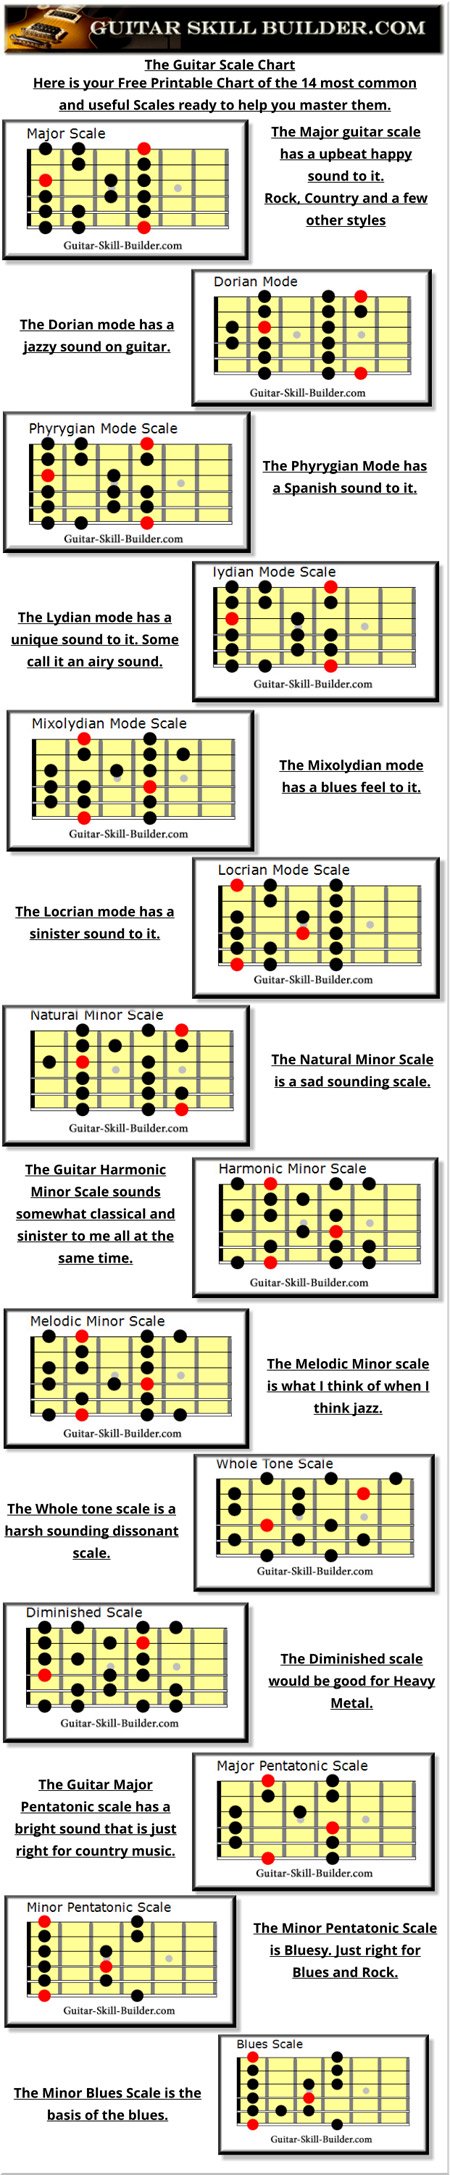 GUITAR SKILL BUILDER.COM
The Guitar Scale Chart
Here is your Free Printable Chart of the 14 most common
and useful Scales ready to help you master them.
Major Scale
Guitar-Skill-Builder.com
The Major guitar scale
has a upbeat happy
sound to it.
Rock, Country and a few
other styles
The Dorian mode has a
jazzy sound on guitar.
Dorian Mode
Guitar-Skill-Builder.com
Phyrygian Mode Scale
Guitar-Skill-Builder.com
The Phyrygian Mode has
a Spanish sound to it.
The Lydian mode has a
unique sound to it. Some
call it an airy sound.
lydian Mode Scale
Guitar-Skill-Builder.com
Mixolydian Mode Scale
Guitar-Skill-Builder.com
The Mixolydian mode
has a blues feel to it.
The Locrian mode has a
sinister sound to it.
Locrian Mode Scale
Guitar-Skill-Builder.com
Natural Minor Scale
Guitar-Skill-Builder.com
The Natural Minor Scale
is a sad sounding scale.
The Guitar Harmonic
Minor Scale sounds
somewhat classical and
sinister to me all at the
same time.
Harmonic Minor Scale
Guitar-Skill-Builder.com
Melodic Minor Scale
Guitar-Skill-Builder.com
The Melodic Minor scale
is what I think of when I
think jazz.
The Whole tone scale is a
harsh sounding dissonant
scale.
Whole Tone Scale
Guitar-Skill-Builder.com
Diminished Scale
Guitar-Skill-Builder.com
The Diminished scale
would be good for Heavy
Metal.
The Guitar Major
Pentatonic scale has a
bright sound that is just
right for country music.
Major Pentatonic Scale
Guitar-Skill-Builder.com
Minor Pentatonic Scale
Guitar-Skill-Builder.com
The Minor Pentatonic Scale
is Bluesy. Just right for
Blues and Rock.
The Minor Blues Scale is the
basis of the blues.
Blues Scale
Guitar-Skill-Builder.com